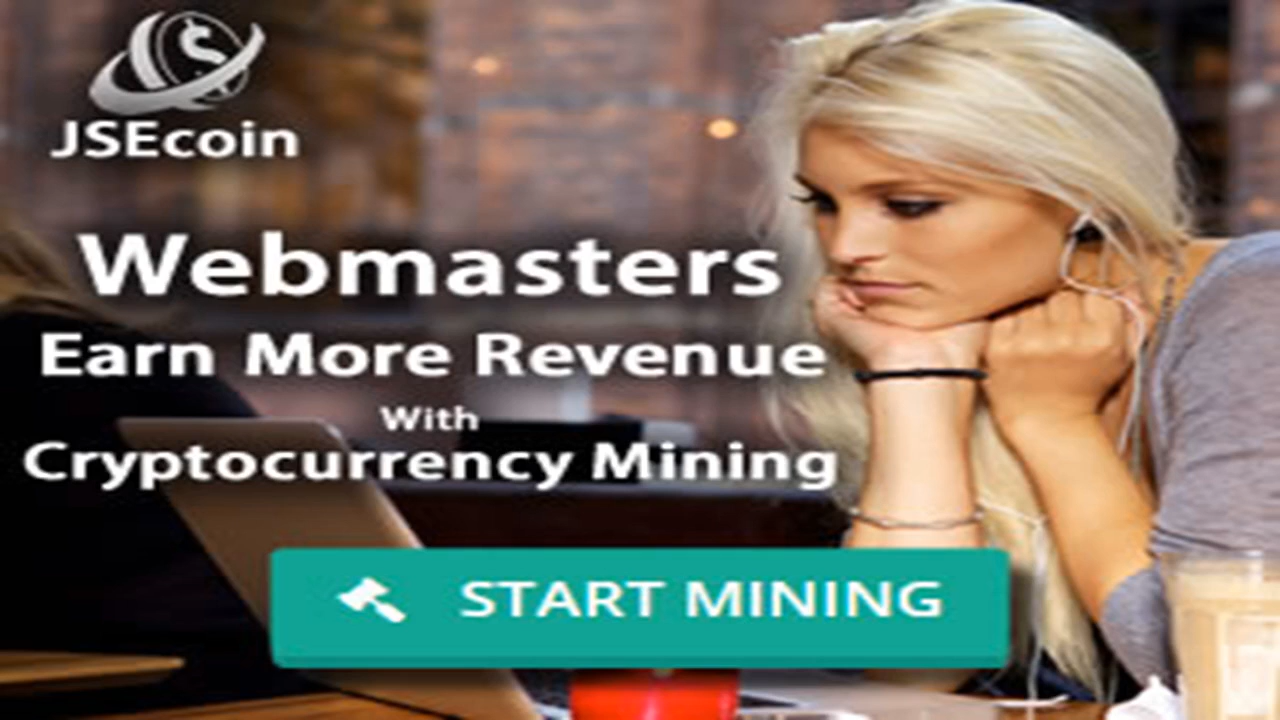 JSEcoin
Webmasters
Earn More Revenue
With
Cryptocurrency Mining
START MINING